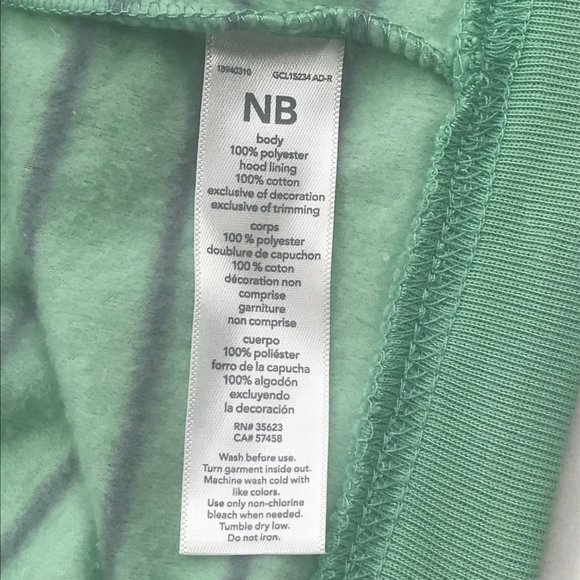 18940310 GCL15234 AD-R
NB
body
100% polyester
hood lining
100% cotton
exclusive of decoration
exclusive of trimming
corps
100 % polyester
doublure de capuchon
100 % coton
décoration non
comprise
garniture
non comprise
cuerpo
100% poliéster
forro de la capucha
100% algodón
excluyendo
la decoración
RN# 35623
CA# 57458
Wash before use.
Turn garment inside out.
Machine wash cold with
like colors.
Use only non-chlorine
bleach when needed.
Tumble dry low.
Do not iron.